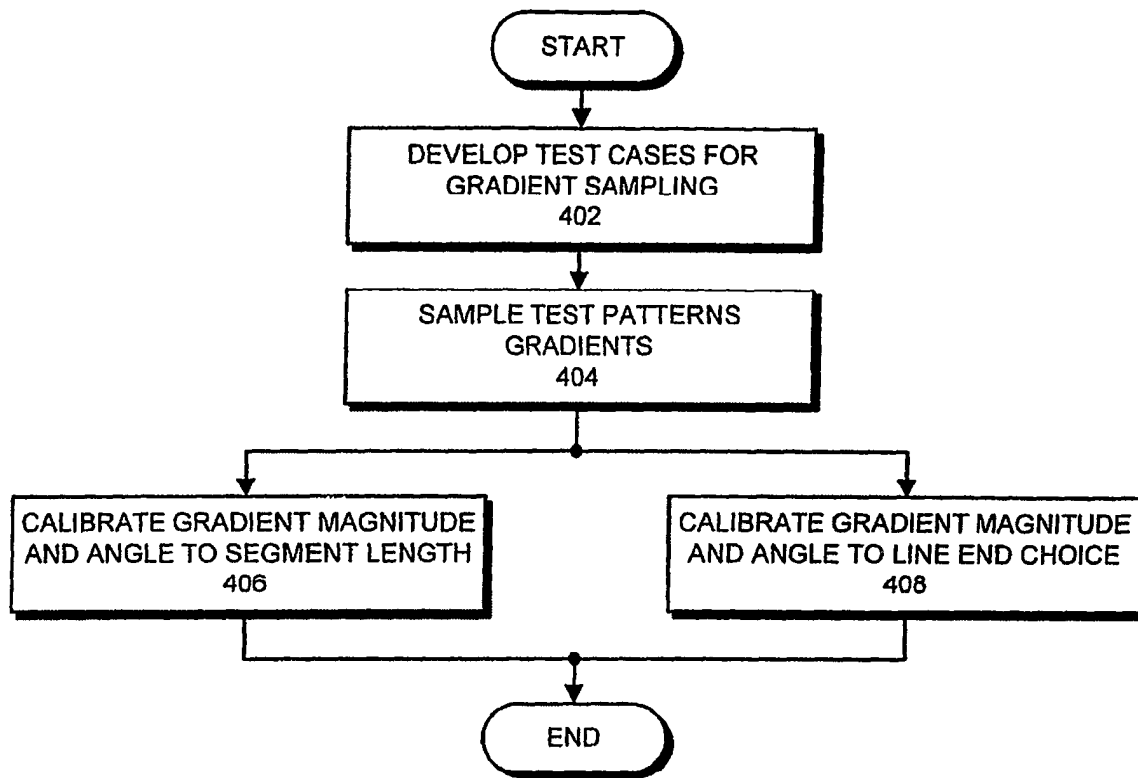 START
DEVELOP TEST CASES FOR
GRADIENT SAMPLING
402
SAMPLE TEST PATTERNS
GRADIENTS
404
CALIBRATE GRADIENT MAGNITUDE
AND ANGLE TO SEGMENT LENGTH
406
CALIBRATE GRADIENT MAGNITUDE
AND ANGLE TO LINE END CHOICE
408
END